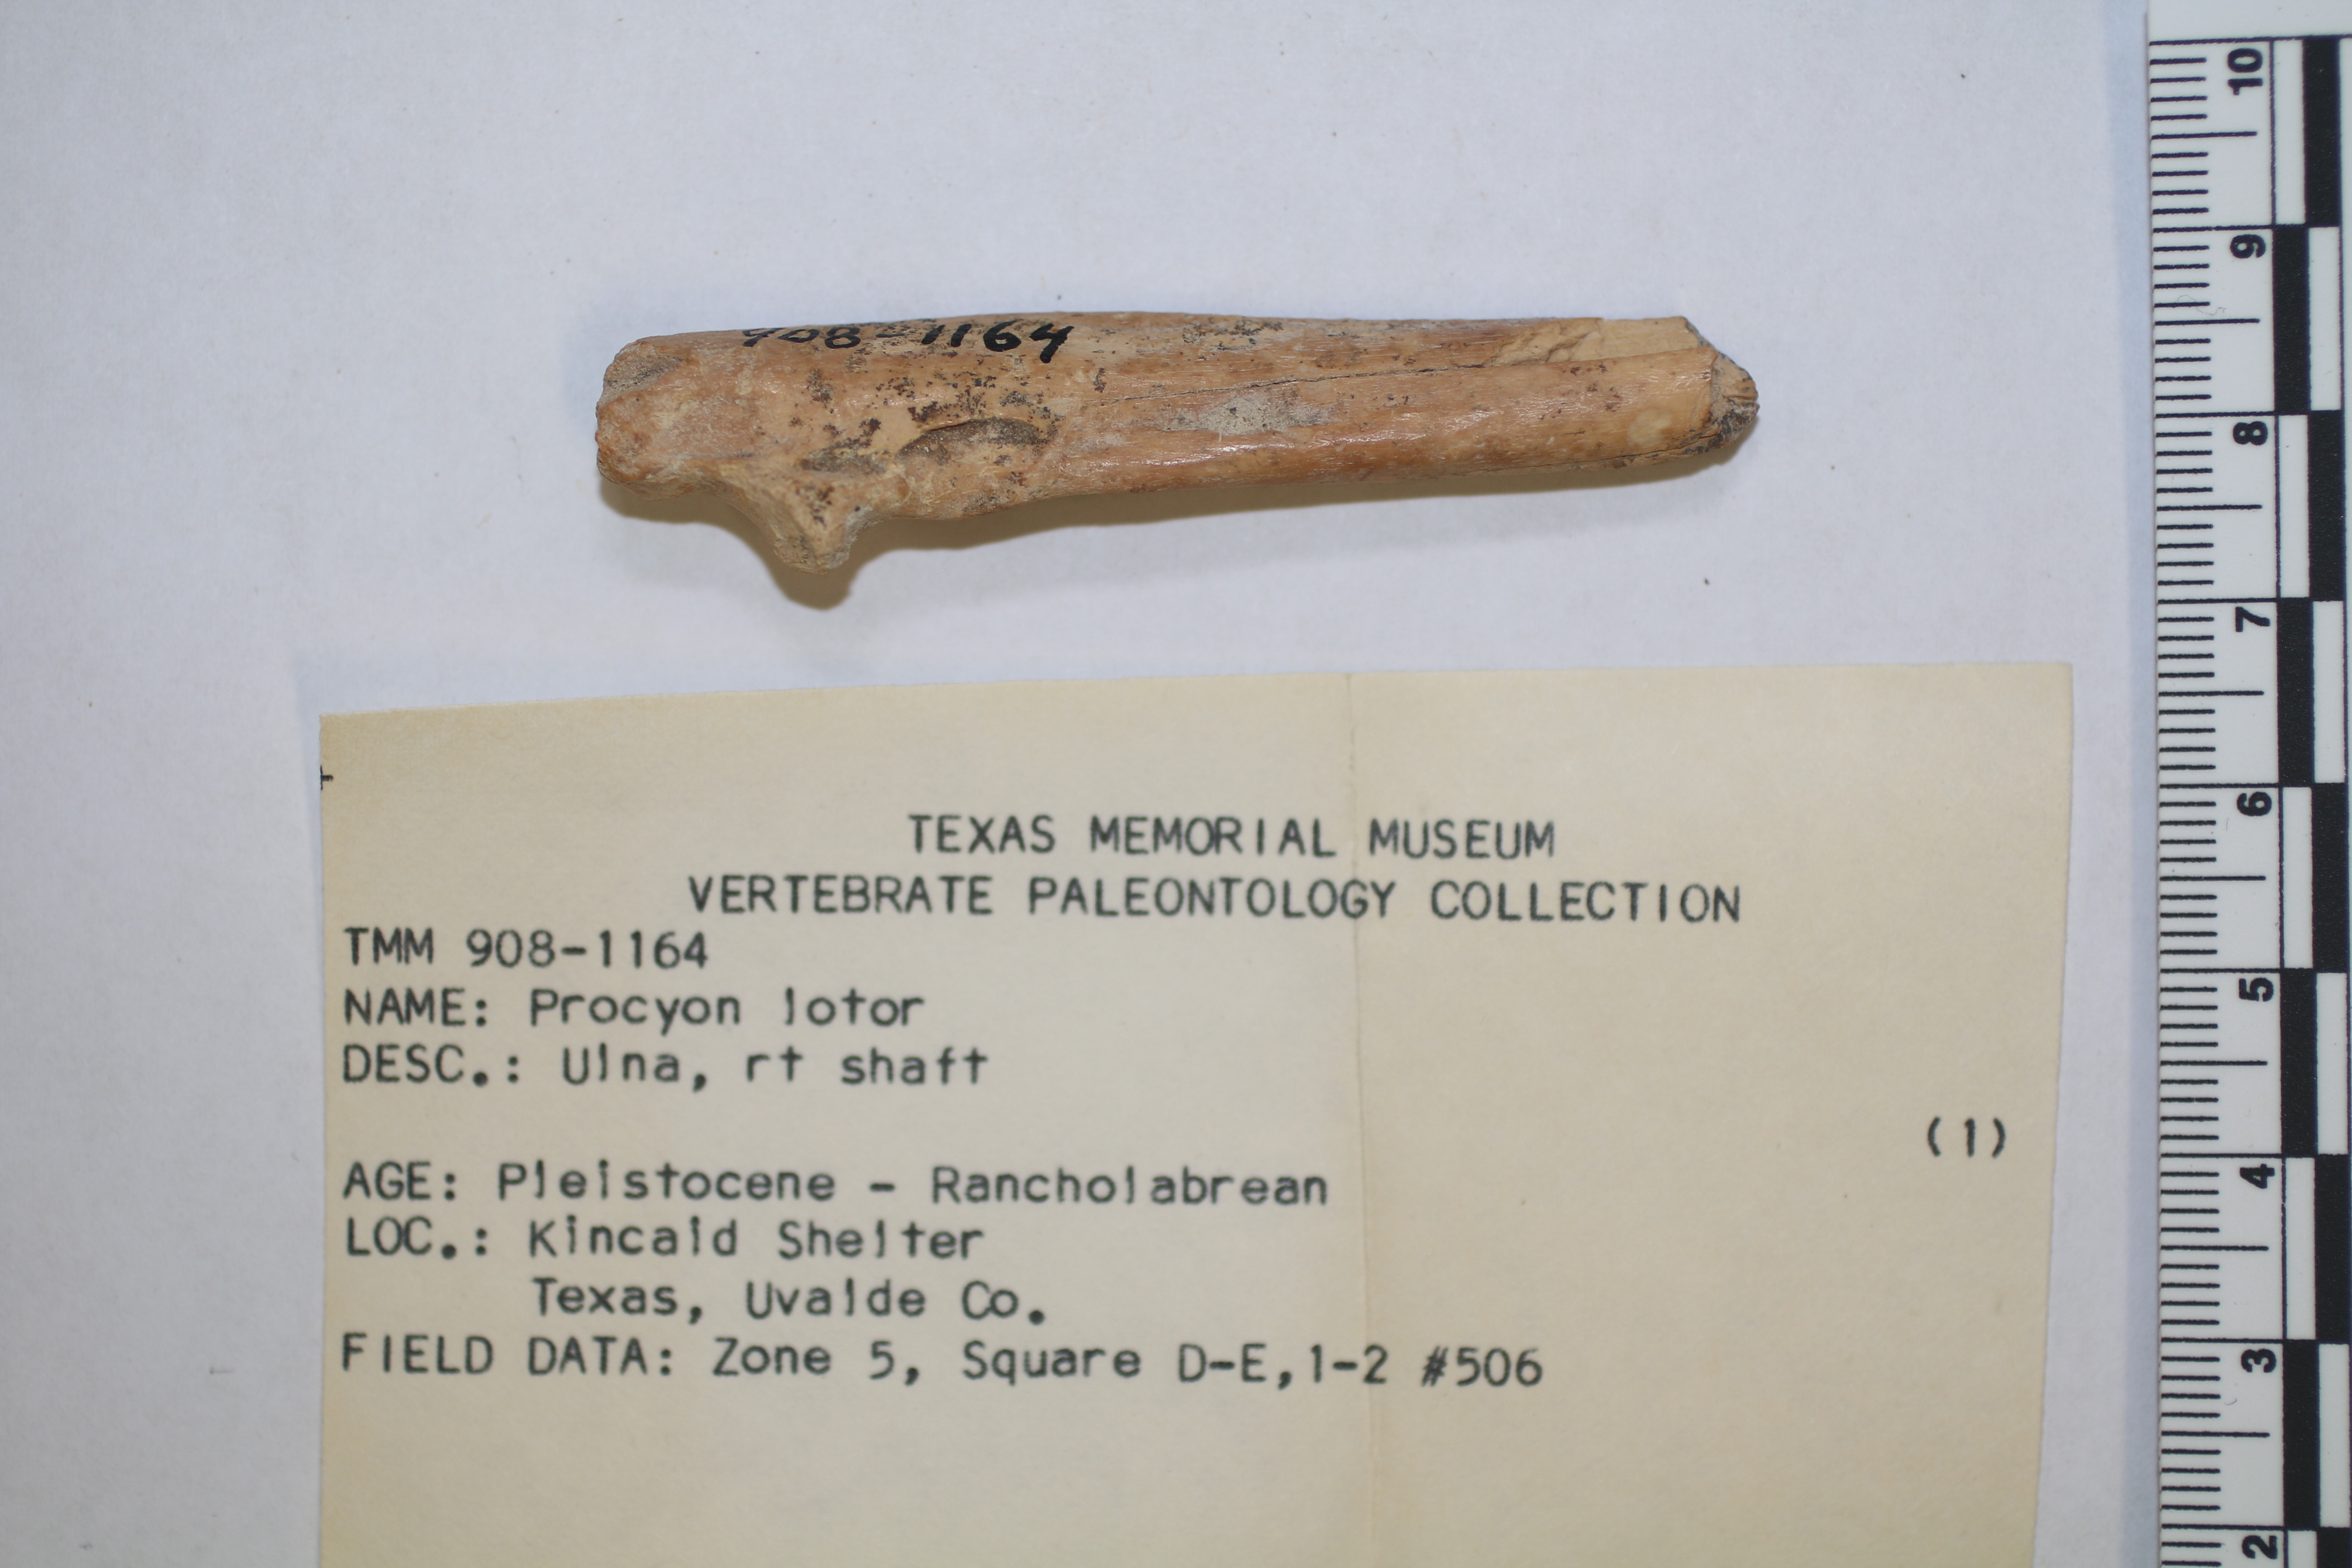 908-1164
TEXAS MEMORIAL MUSEUM
VERTEBRATE PALEONTOLOGY COLLECTION
TMM 908-1164
NAME: Procyon lotor
DESC.: Ulna, rt shaft
(1)
AGE: Pleistocene - Rancholabrean
LOC.: Kincaid Shelter
Texas, Uvalde Co.
FIELD DATA: Zone 5, Square D-E,1-2 #506
10
9
8
7
6
5
4
3
2